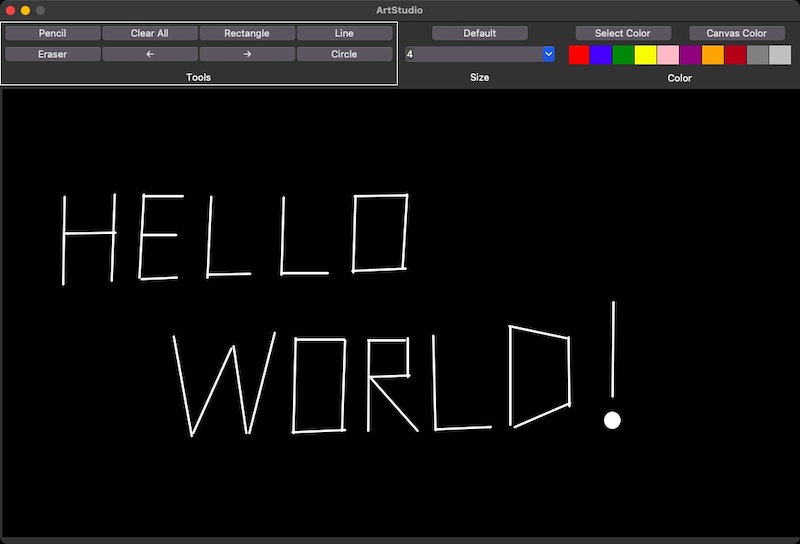 ArtStudio
Pencil Clear All Rectangle Line Default Select Color Canvas Color
Eraser ← → Circle 4
Tools Size Color
HELLO
WORLD!